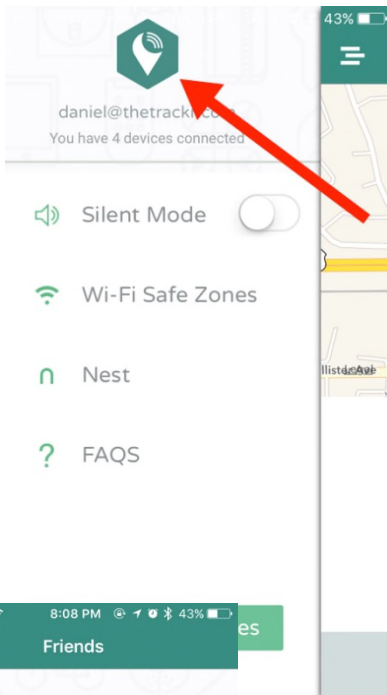 43%
daniel@thetrackr.co
You have 4 devices connected
Silent Mode
Wi-Fi Safe Zones
Nest
FAQS
8:08 PM 43%
es
Friends